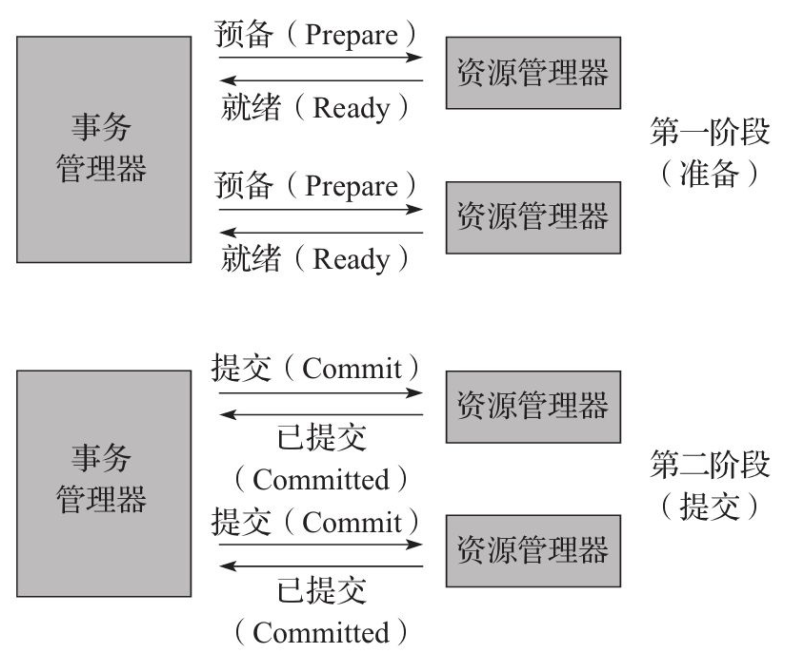 预备（Prepare）
资源管理器
就绪（Ready）
事务
管理器
第一阶段
（准备）
预备（Prepare）
资源管理器
就绪（Ready）
提交（Commit）
资源管理器
已提交
（Committed）
事务
管理器
第二阶段
（提交）
提交（Commit）
资源管理器
已提交
（Committed）